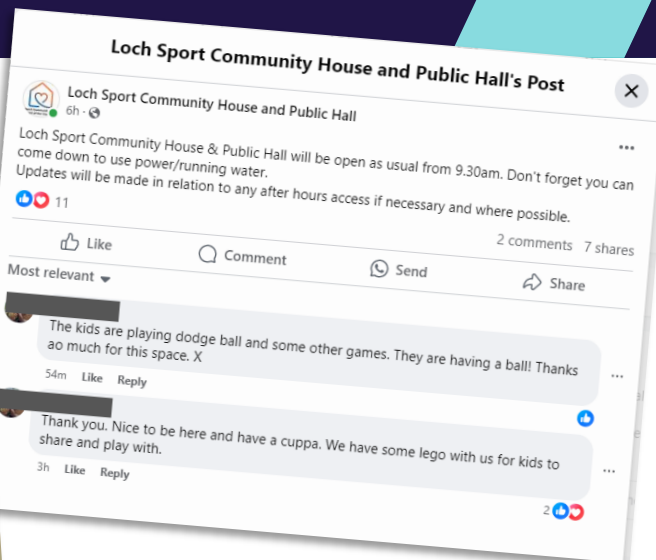 Loch Sport Community House and Public Hall's Post
Loch Sport Community House and Public Hall
6h
Loch Sport Community House & Public Hall will be open as usual from 9.30am. Don't forget you can
come down to use power/running water.
Updates will be made in relation to any after hours access if necessary and where possible.
11
2 comments 7 shares
Like Comment Send Share
Most relevant
The kids are playing dodge ball and some other games. They are having a ball! Thanks
ao much for this space. X
54m Like Reply
Thank you. Nice to be here and have a cuppa. We have some lego with us for kids to
share and play with.
3h Like Reply
2